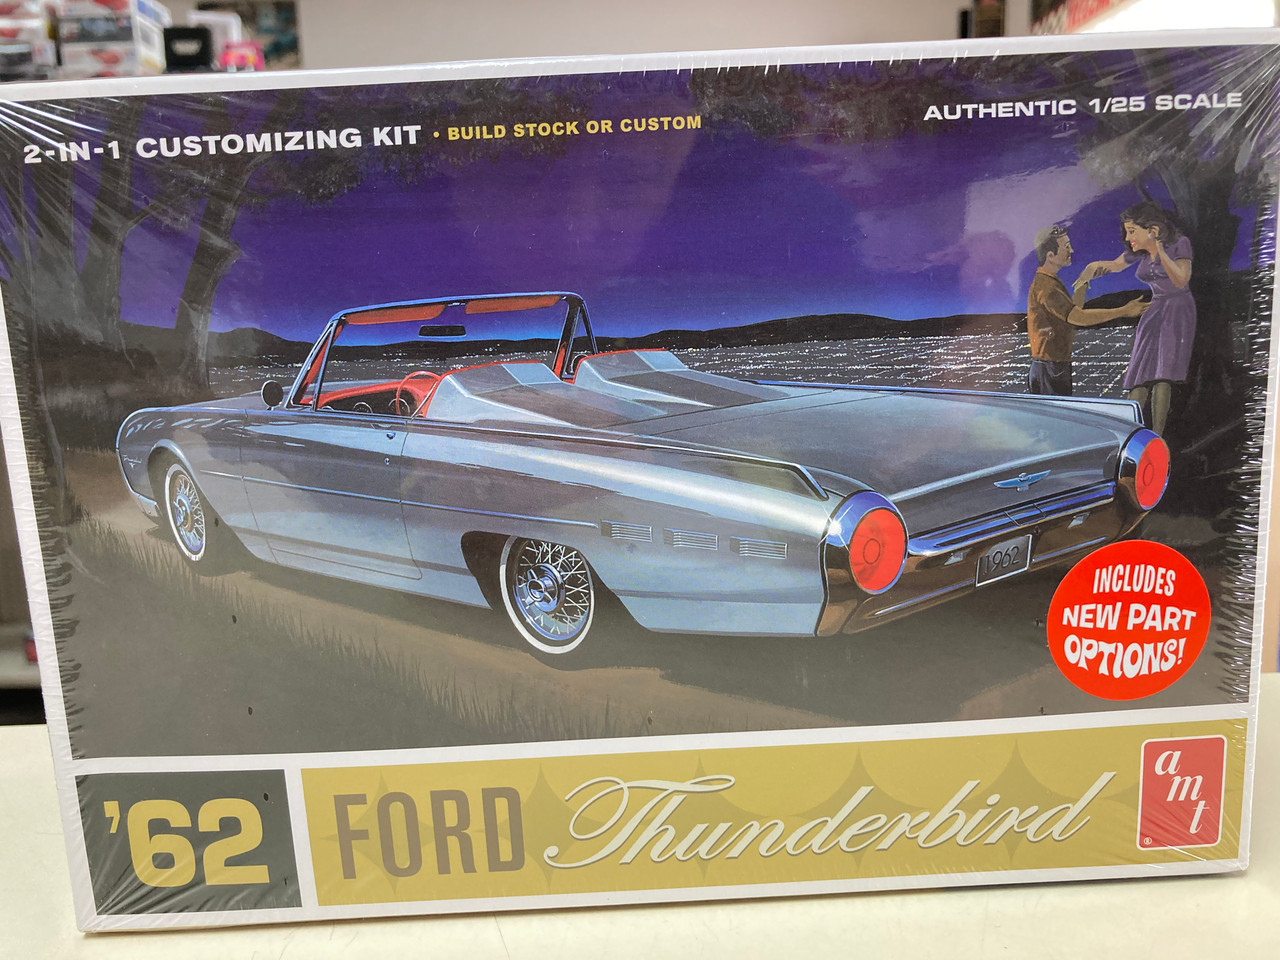 2-IN-1 CUSTOMIZING KIT • BUILD STOCK OR CUSTOM
AUTHENTIC 1/25 SCALE
1962
INCLUDES
NEW PART
OPTIONS!
'62
FORD Thunderbird
amt
®